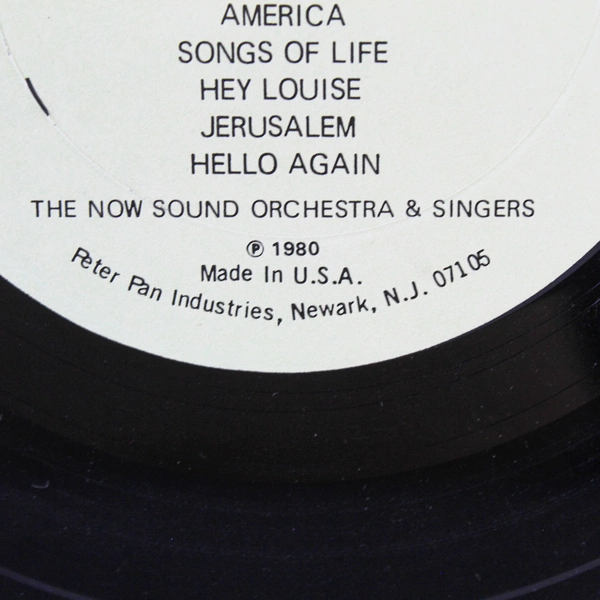 AMERICA
SONGS OF LIFE
HEY LOUISE
JERUSALEM
HELLO AGAIN
THE NOW SOUND ORCHESTRA & SINGERS
℗ 1980
Made In U.S.A.
Peter Pan Industries, Newark, N.J. 07105